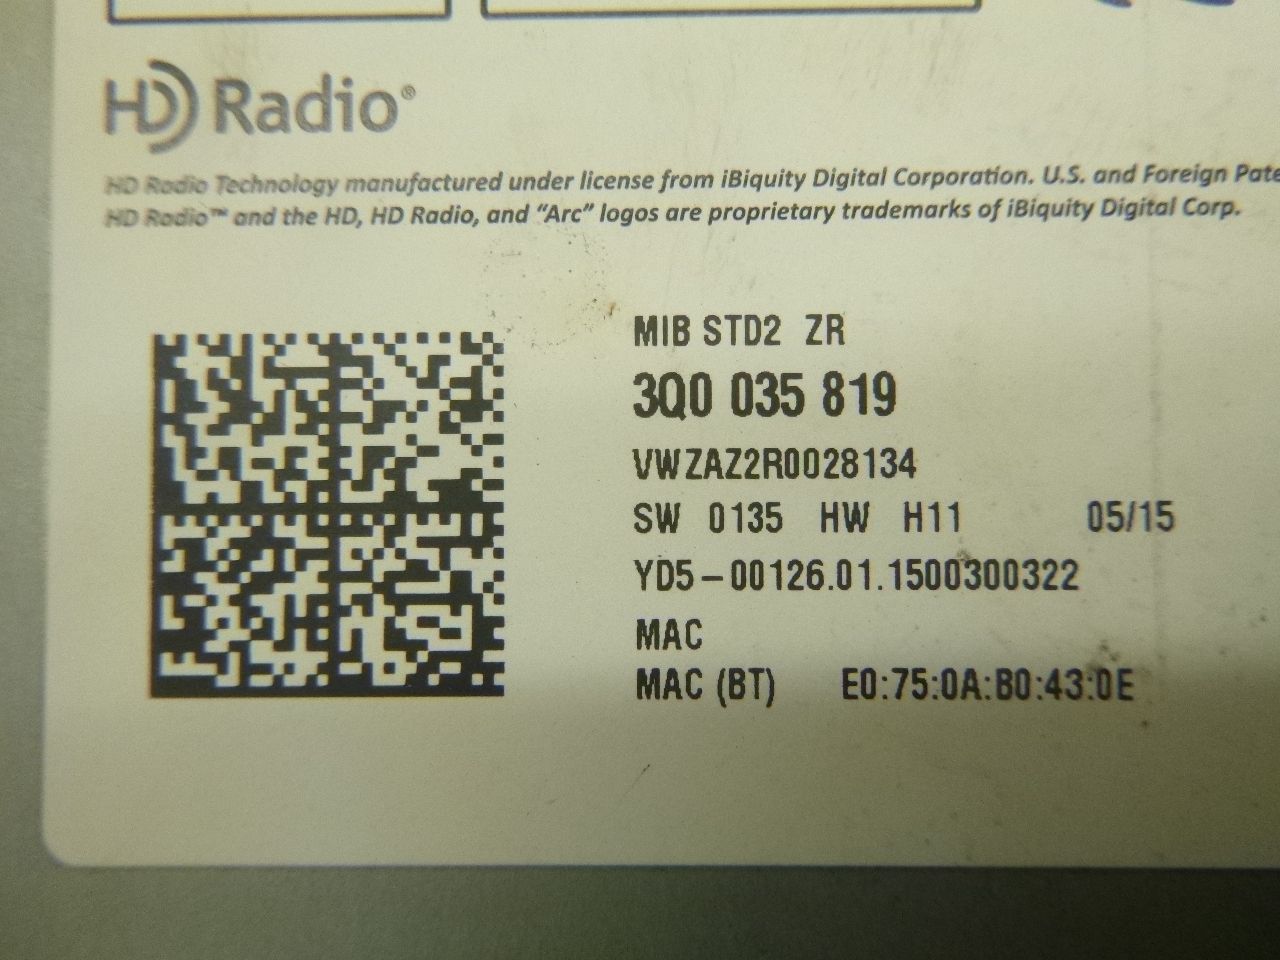 HD Radio®
HD Radio Technology manufactured under license from iBiquity Digital Corporation. U.S. and Foreign
HD Radio™ and the HD, HD Radio, and “Arc” logos are proprietary trademarks of iBiquity Digital Corp.
MIB STD2 ZR
3Q0 035 819
VWZAZ2R0028134
SW 0135 HW H11 05/15
YD5-00126.01.1500300322
MAC
MAC (BT) E0:75:0A:B0:43:0E